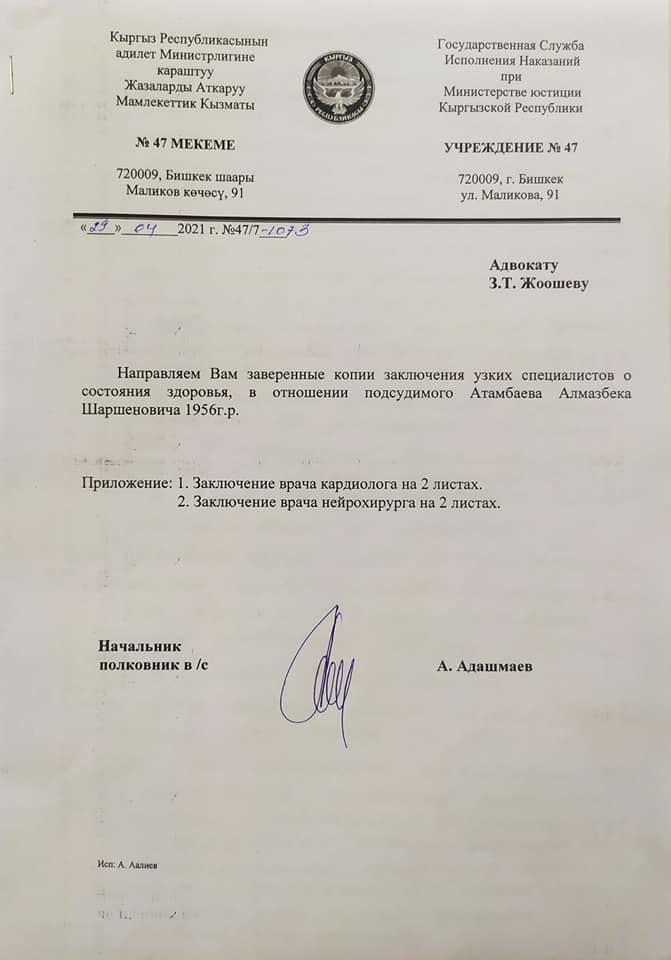 Кыргыз Республикасынын
адилет Министрлигине
караштуу
Жазаларды Аткаруу
Мамлекеттик Кызматы
№ 47 МЕКЕМЕ
720009, Бишкек шаары
Маликов көчөсү, 91
КЫРГЫЗ
РЕСПУБЛИКАСЫ
Государственная Служба
Исполнения Наказаний
при
Министерстве юстиции
Кыргызской Республики
УЧРЕЖДЕНИЕ № 47
720009, г. Бишкек
ул. Маликова, 91
«29» 04 2021 г. №47/7-1073
Адвокату
З.Т. Жоошеву
Направляем Вам заверенные копии заключения узких специалистов о
состояния здоровья, в отношении подсудимого Атамбаева Алмазбека
Шаршеновича 1956г.р.
Приложение: 1. Заключение врача кардиолога на 2 листах.
2. Заключение врача нейрохирурга на 2 листах.
Начальник
полковник в/с
А. Адашмаев
Исп: А. Аалиев